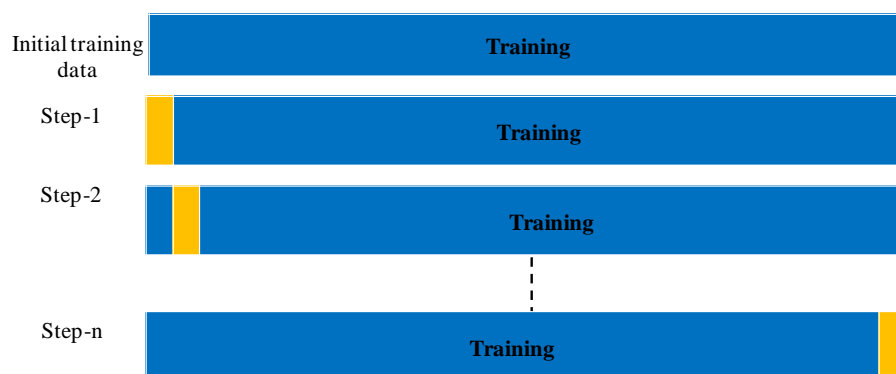 Initial training
data
Training
Step-1
Training
Step-2
Training
Step-n
Training